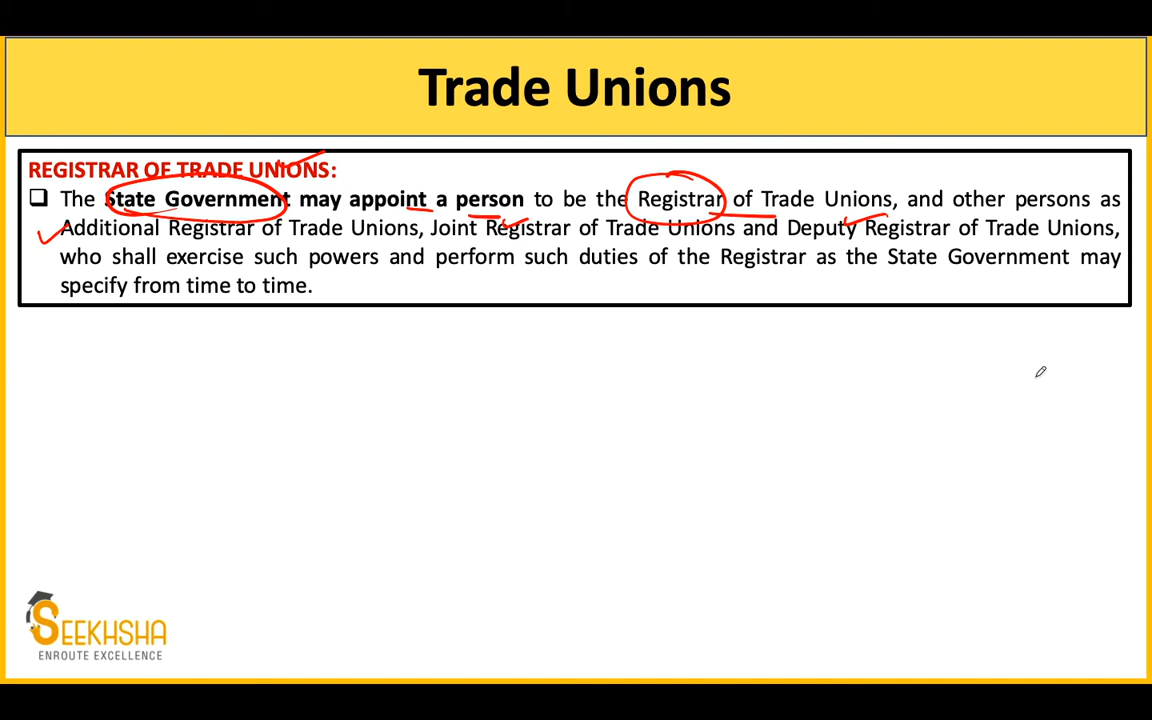 Trade Unions
REGISTRAR OF TRADE UNIONS:
The State Government may appoint a person to be the Registrar of Trade Unions, and other persons as
Additional Registrar of Trade Unions, Joint Registrar of Trade Unions and Deputy Registrar of Trade Unions,
who shall exercise such powers and perform such duties of the Registrar as the State Government may
specify from time to time.
SEEKHSHA
ENROUTE EXCELLENCE